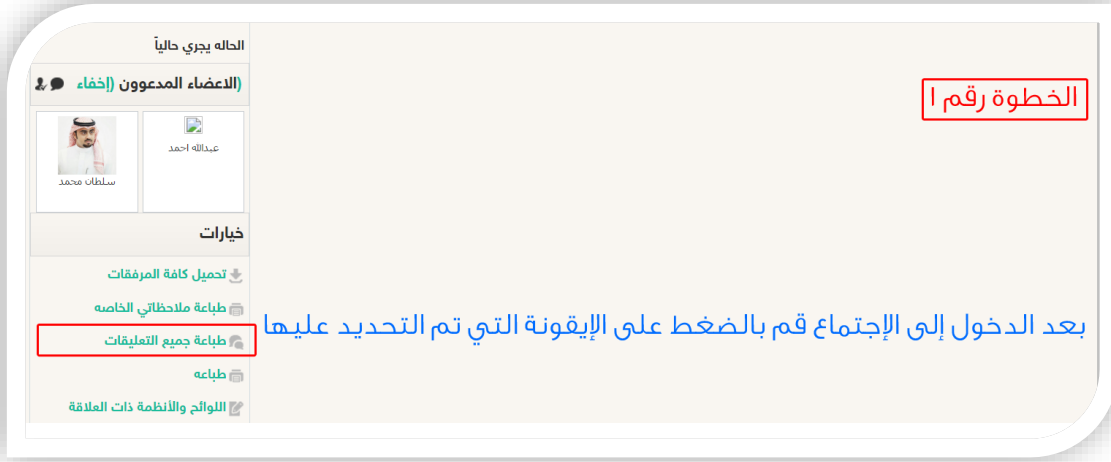 الحاله يجري حالياً
(الاعضاء المدعوون (إخفاء
عبدالله احمد
سلطان محمد
خيارات
تحميل كافة المرفقات
طباعة ملاحظاتي الخاصه
طباعة جميع التعليقات
طباعه
اللوائح والأنظمة ذات العلاقة
الخطوة رقم ١
بعد الدخول إلى الإجتماع قم بالضغط على الإيقونة التي تم التحديد عليها